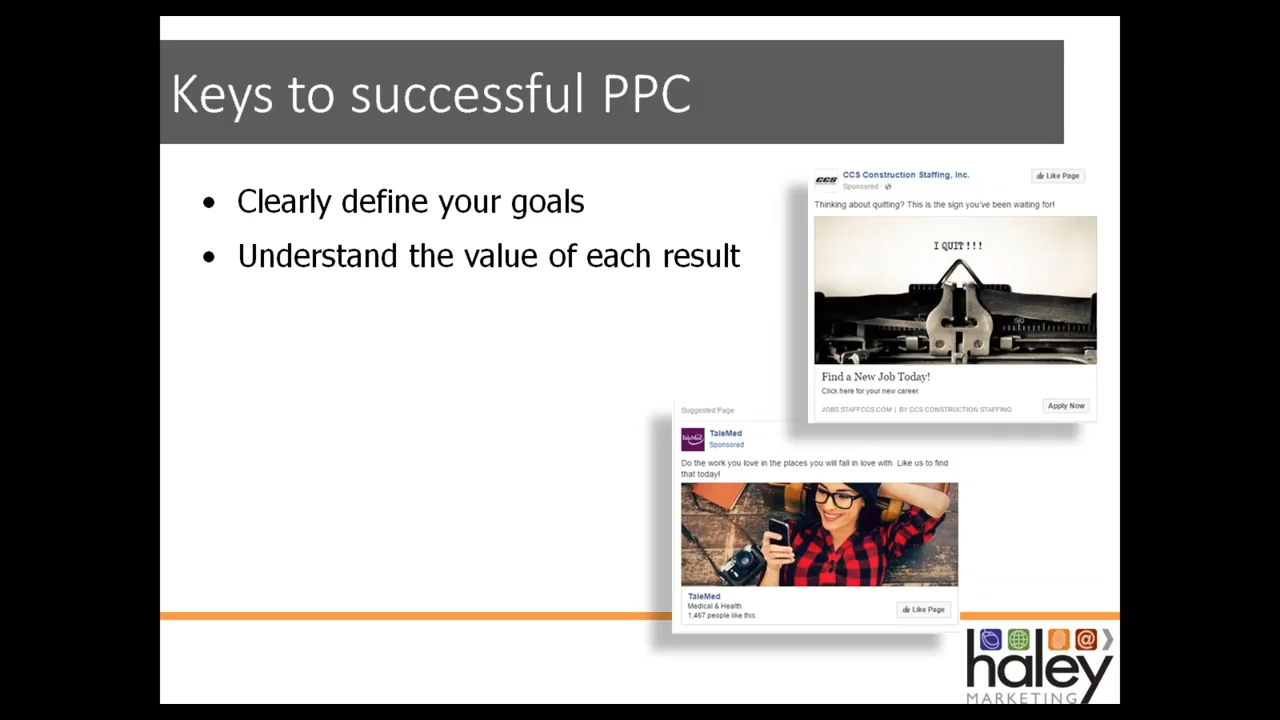 Keys to successful PPC
• Clearly define your goals
• Understand the value of each result
CCS
CCS Construction Staffing, Inc.
Sponsored ·
Like Page
Thinking about quitting? This is the sign you've been waiting for!
I QUIT!!!
Find a New Job Today!
Click here for your new career.
JOBS.STAFFCCS.COM | BY CCS CONSTRUCTION STAFFING
Apply Now
Suggested Page
TaleMed
TaleMed
Sponsored
Do the work you love in the places you will fall in love with. Like us to find
that today!
TaleMed
Medical & Health
1,467 people like this.
Like Page
haley
MARKETING